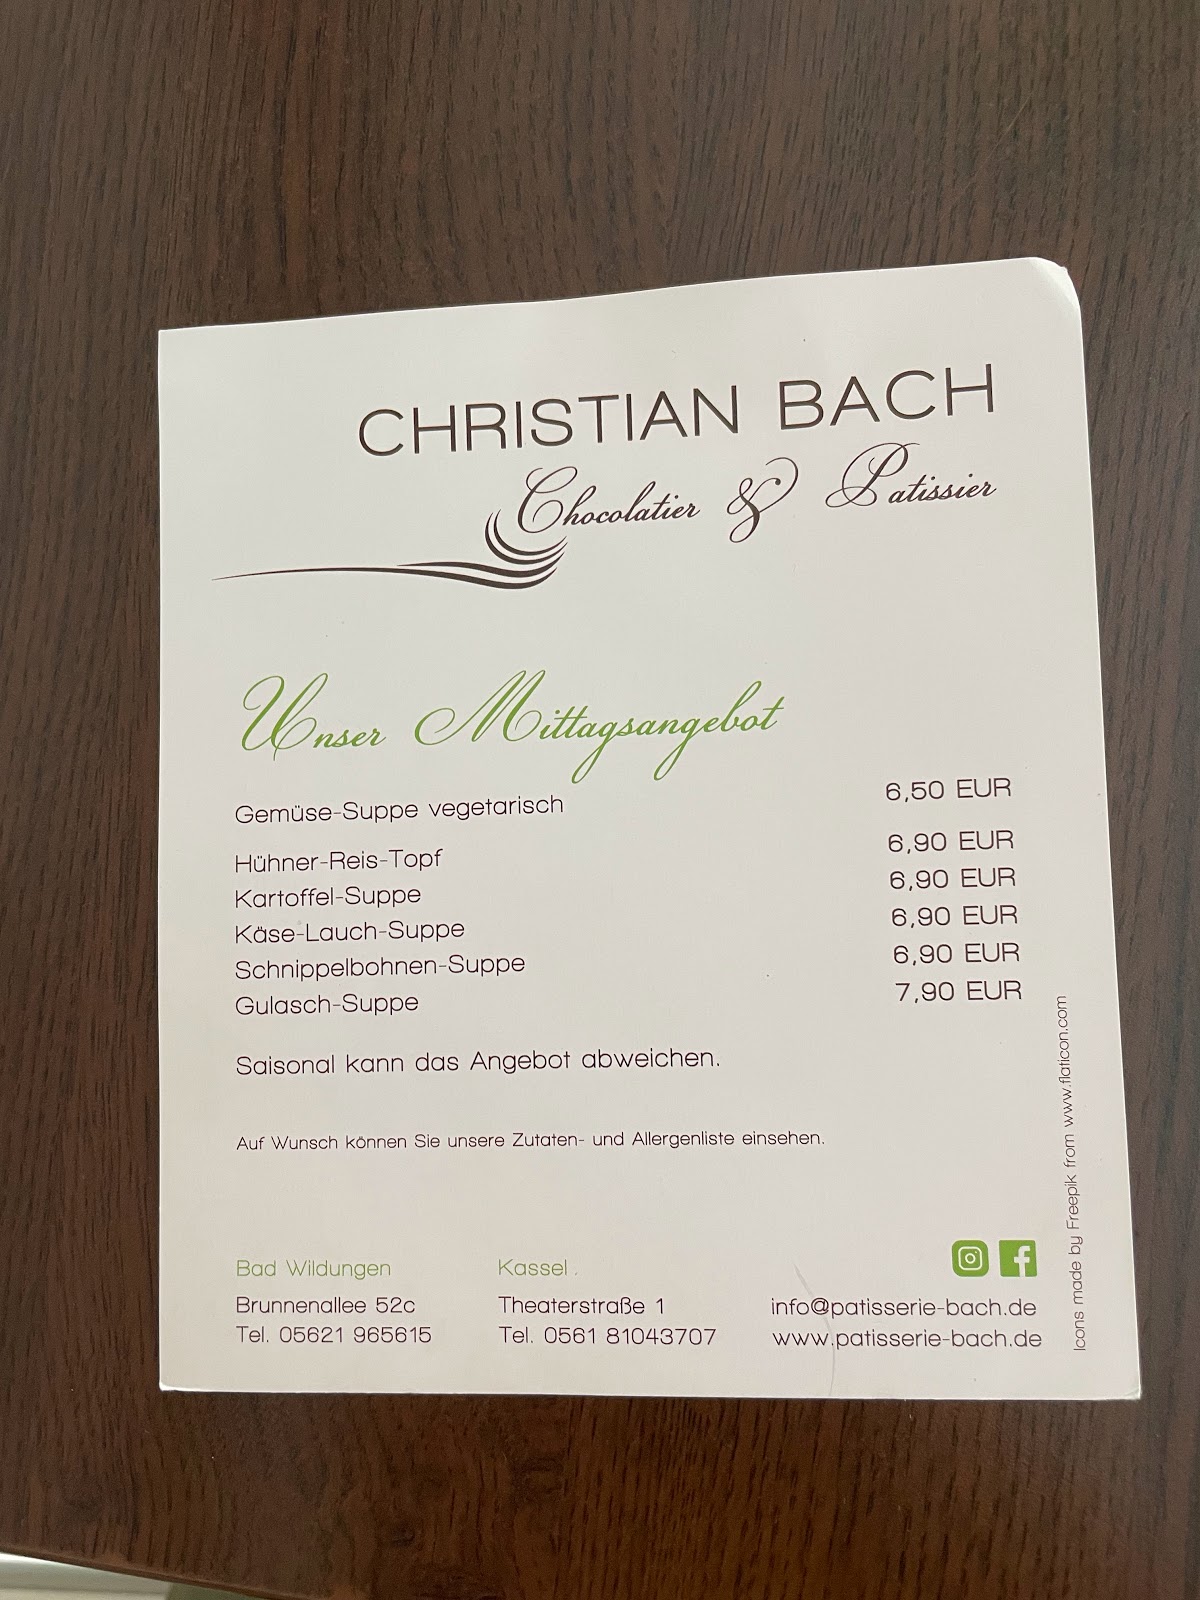 CHRISTIAN BACH
Chocolatier & Patissier
Unser Mittagsangebot
Gemüse-Suppe vegetarisch 6,50 EUR
Hühner-Reis-Topf 6,90 EUR
Kartoffel-Suppe 6,90 EUR
Käse-Lauch-Suppe 6,90 EUR
Schnippelbohnen-Suppe 6,90 EUR
Gulasch-Suppe 7,90 EUR
Saisonal kann das Angebot abweichen.
Auf Wunsch können Sie unsere Zutaten- und Allergenliste einsehen.
Bad Wildungen
Brunnenallee 52c
Tel. 05621 965615
Kassel
Theaterstraße 1
Tel. 0561 81043707
info@patisserie-bach.de
www.patisserie-bach.de
Icons made by Freepik from www.flaticon.com